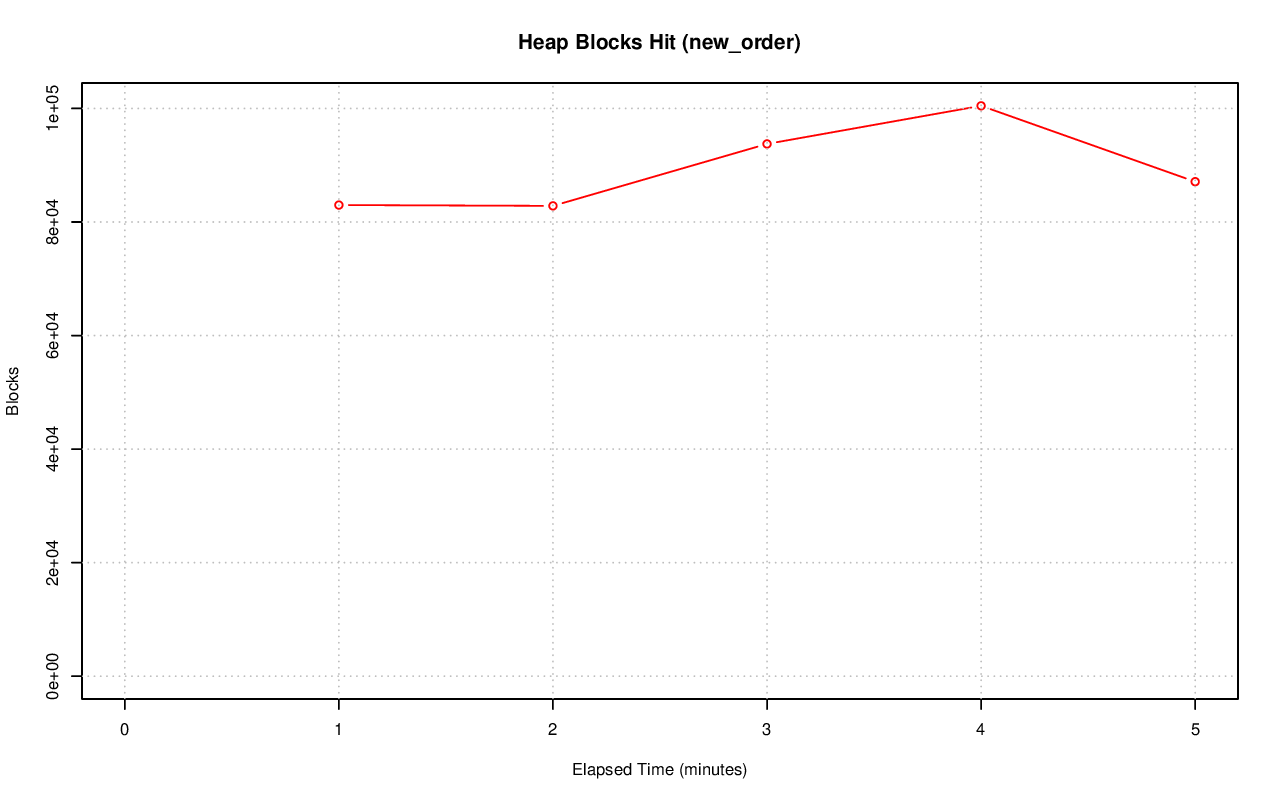 Heap Blocks Hit (new_order)
1e+05
8e+04
6e+04
4e+04
2e+04
0e+00
Blocks
0 1 2 3 4 5
Elapsed Time (minutes)